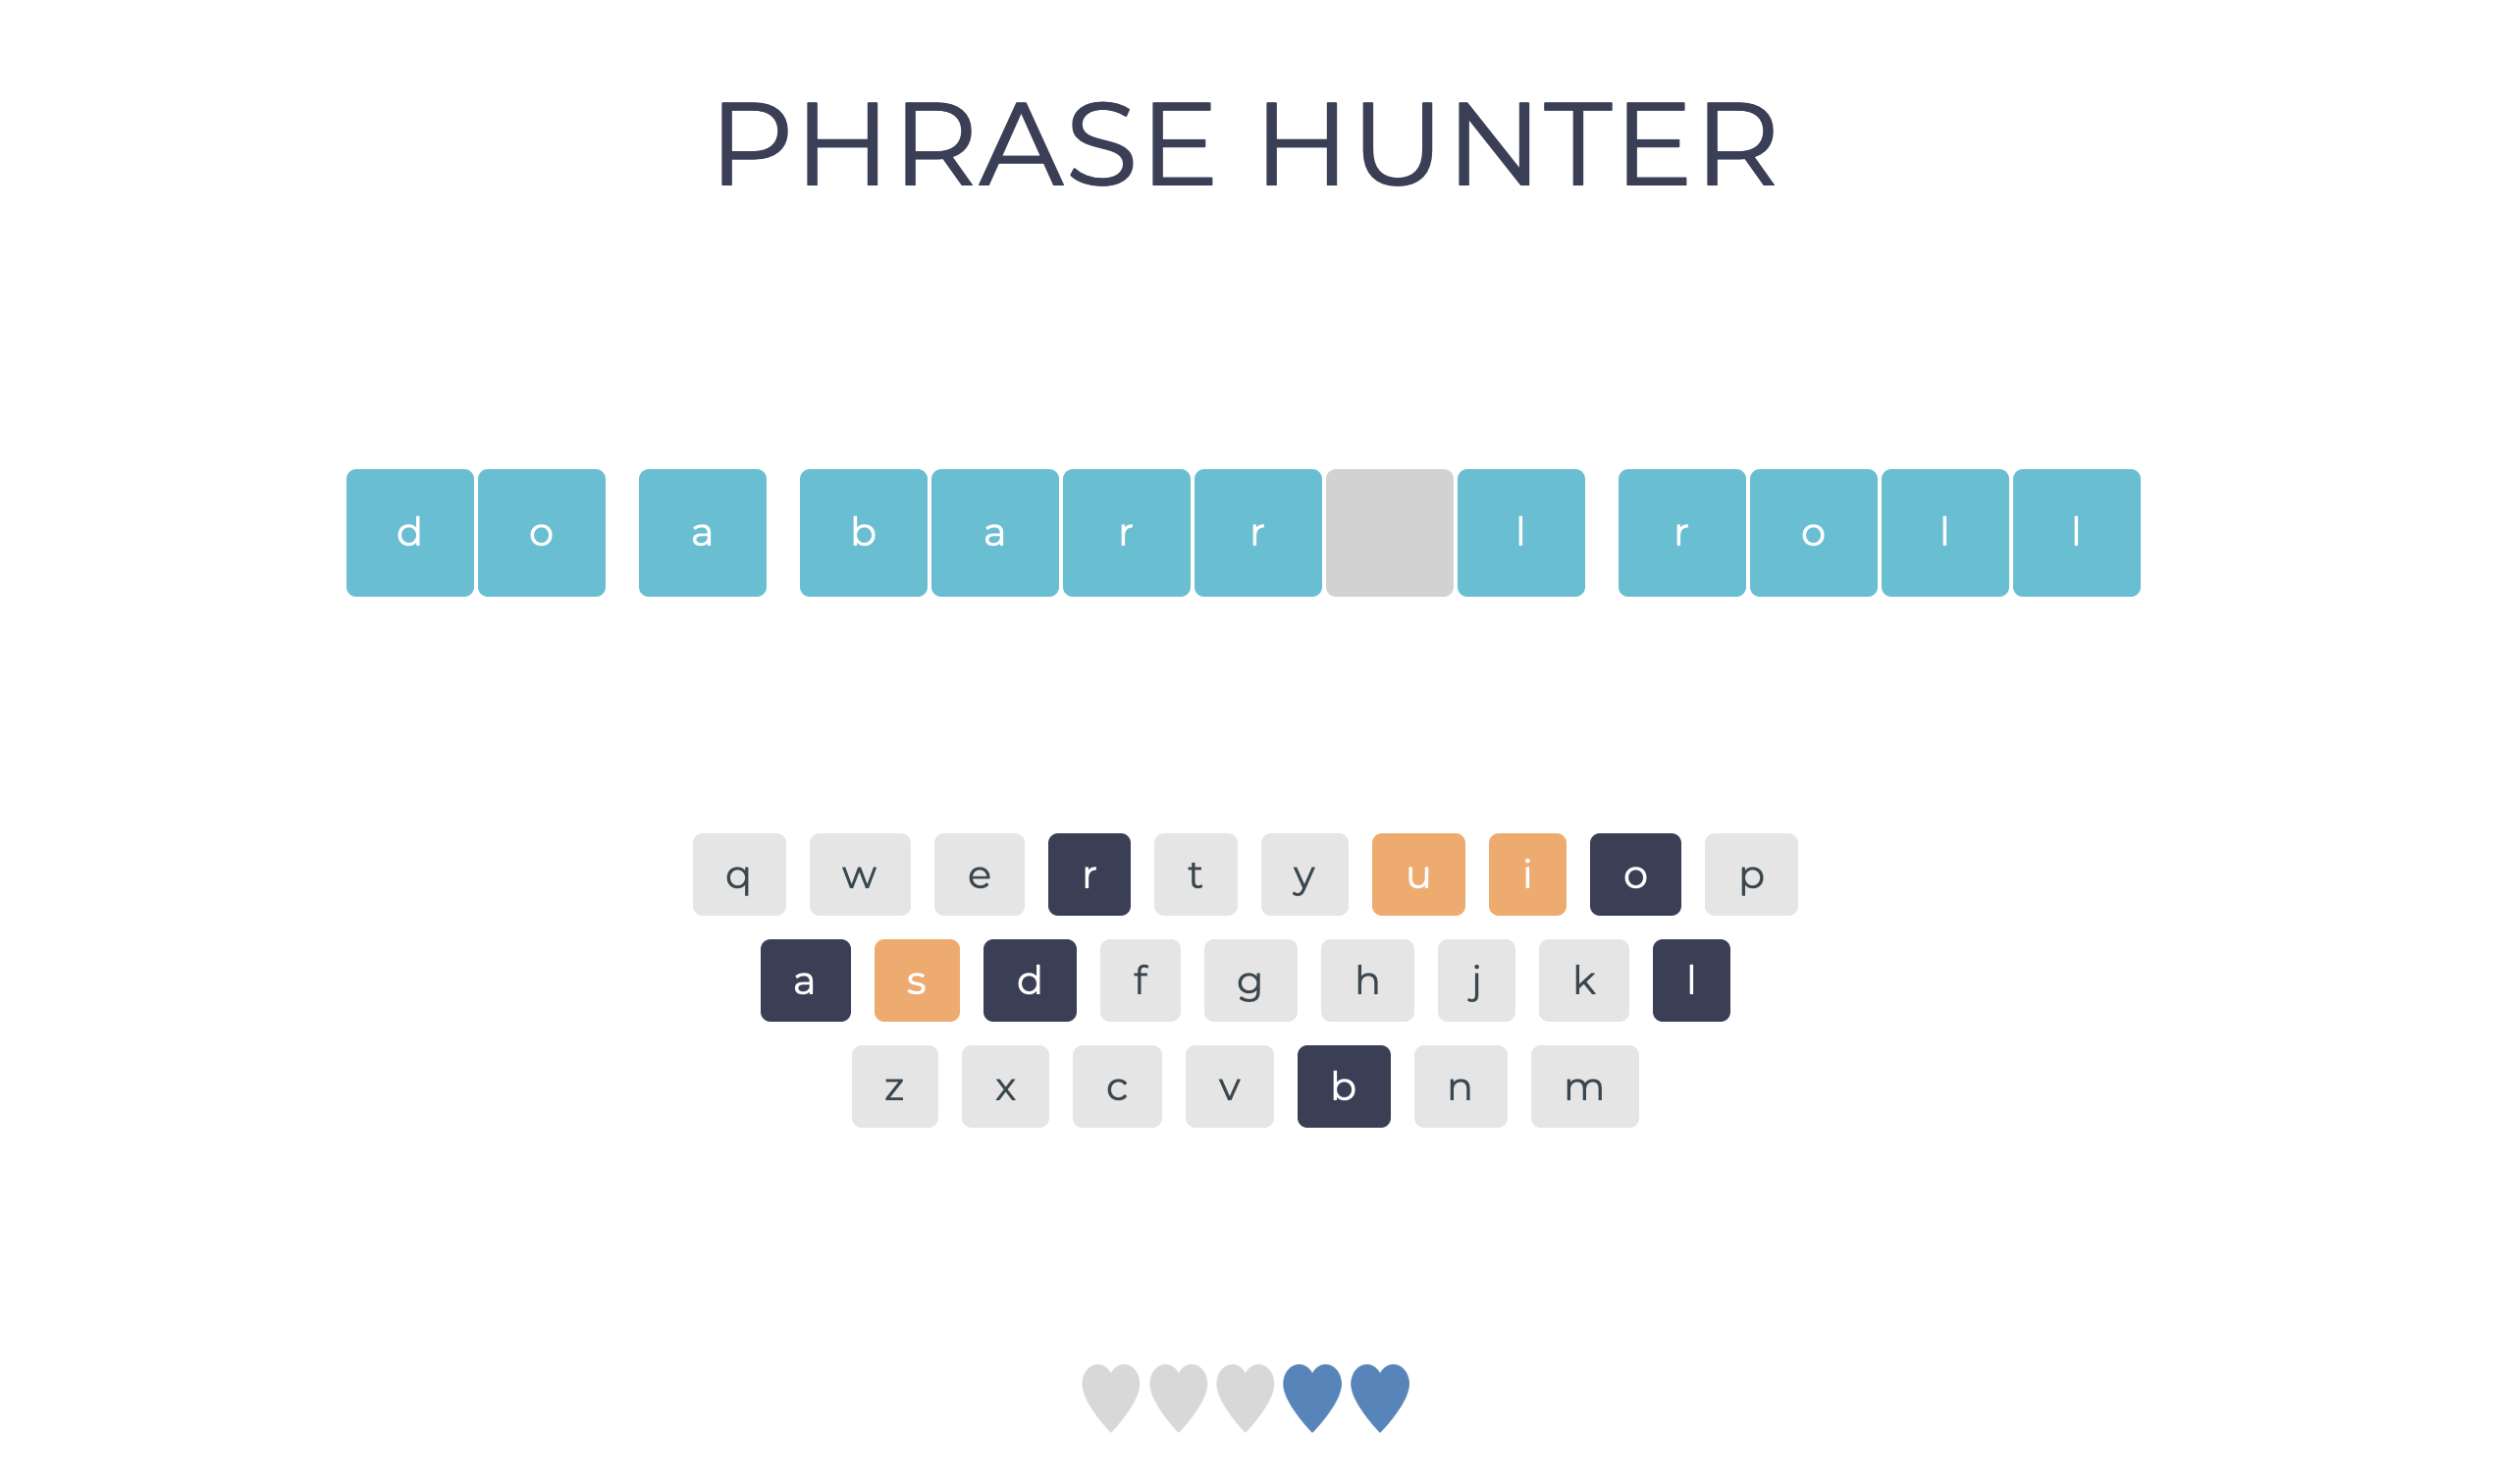 PHRASE HUNTER
d o a b a r r l r o l l
q w e r t y u i o p
a s d f g h j k l
z x c v b n m